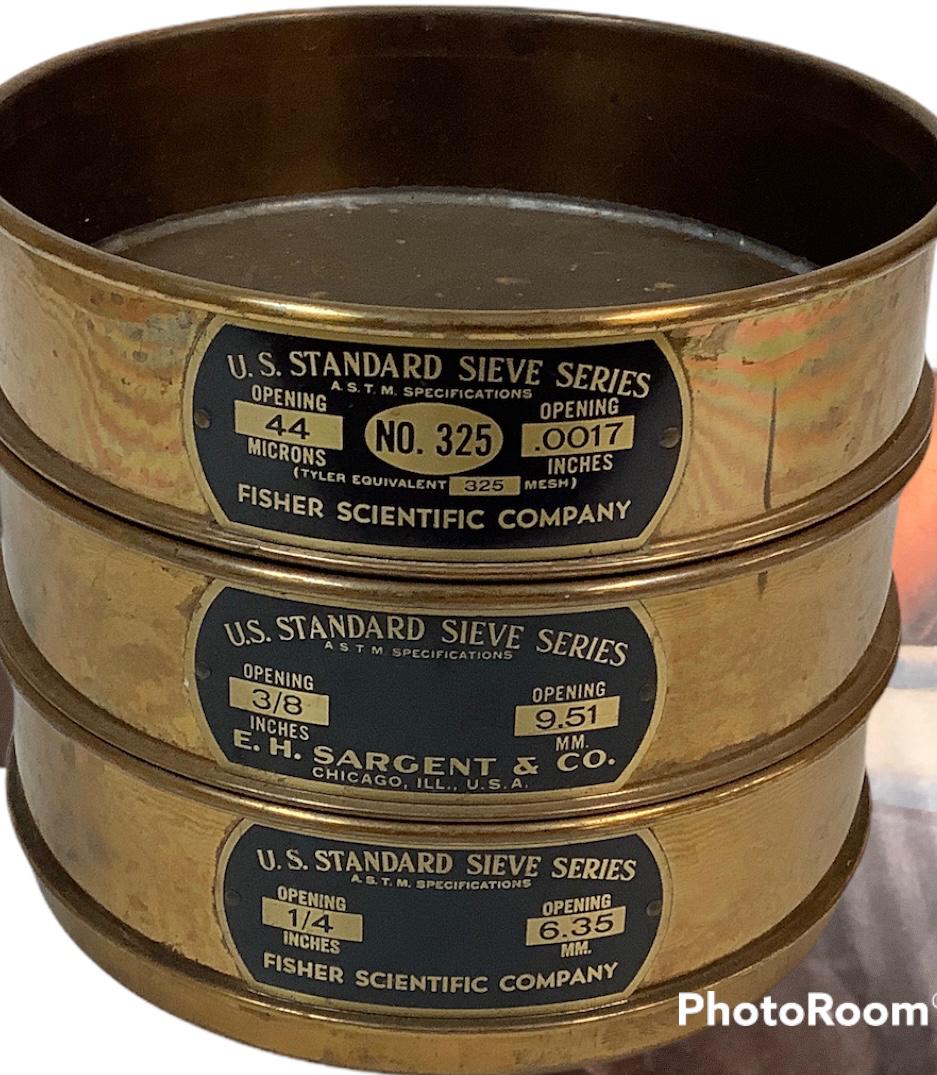 U. S. STANDARD SIEVE SERIES
A. S. T. M. SPECIFICATIONS
OPENING
44
MICRONS
NO. 325
OPENING
.0017
INCHES
(TYLER EQUIVALENT 325 MESH)
FISHER SCIENTIFIC COMPANY
U.S. STANDARD SIEVE SERIES
A S T M SPECIFICATIONS
OPENING
3/8
INCHES
OPENING
9.51
MM.
E. H. SARGENT & CO.
CHICAGO, ILL., U.S.A.
U. S. STANDARD SIEVE SERIES
A. S. T. M. SPECIFICATIONS
OPENING
1/4
INCHES
OPENING
6.35
MM.
FISHER SCIENTIFIC COMPANY
PhotoRoom